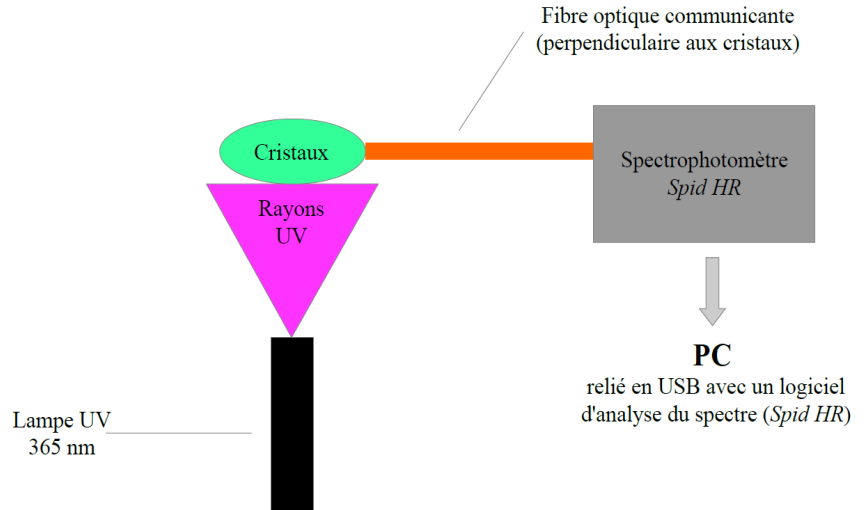 Fibre optique communicante
(perpendiculaire aux cristaux)
Cristaux
Spectrophotomètre
Spid HR
Rayons
UV
PC
relié en USB avec un logiciel
d'analyse du spectre (Spid HR)
Lampe UV
365 nm